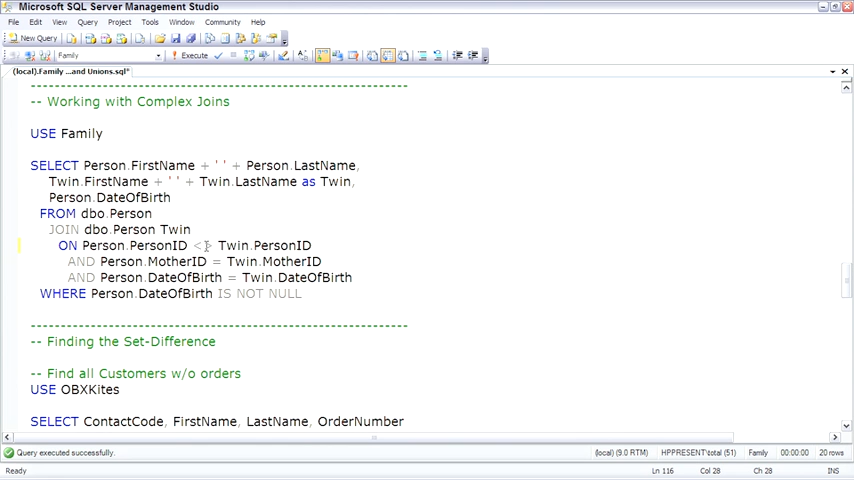 Microsoft SQL Server Management Studio
File Edit View Query Project Tools Window Community Help
New Query
Family Execute
(local).Family ...and Unions.sql*
-----------------------------------------------------------------------
-- Working with Complex Joins
USE Family
SELECT Person.FirstName + ' ' + Person.LastName,
Twin.FirstName + ' ' + Twin.LastName as Twin,
Person.DateOfBirth
FROM dbo.Person
JOIN dbo.Person Twin
ON Person.PersonID <> Twin.PersonID
AND Person.MotherID = Twin.MotherID
AND Person.DateOfBirth = Twin.DateOfBirth
WHERE Person.DateOfBirth IS NOT NULL
-----------------------------------------------------------------------
-- Finding the Set-Difference
-- Find all Customers w/o orders
USE OBXKites
SELECT ContactCode, FirstName, LastName, OrderNumber
Query executed successfully. (local) (9.0 RTM) HPPRESENT\total (51) Family 00:00:00 20 rows
Ready Ln 116 Col 28 Ch 28 INS